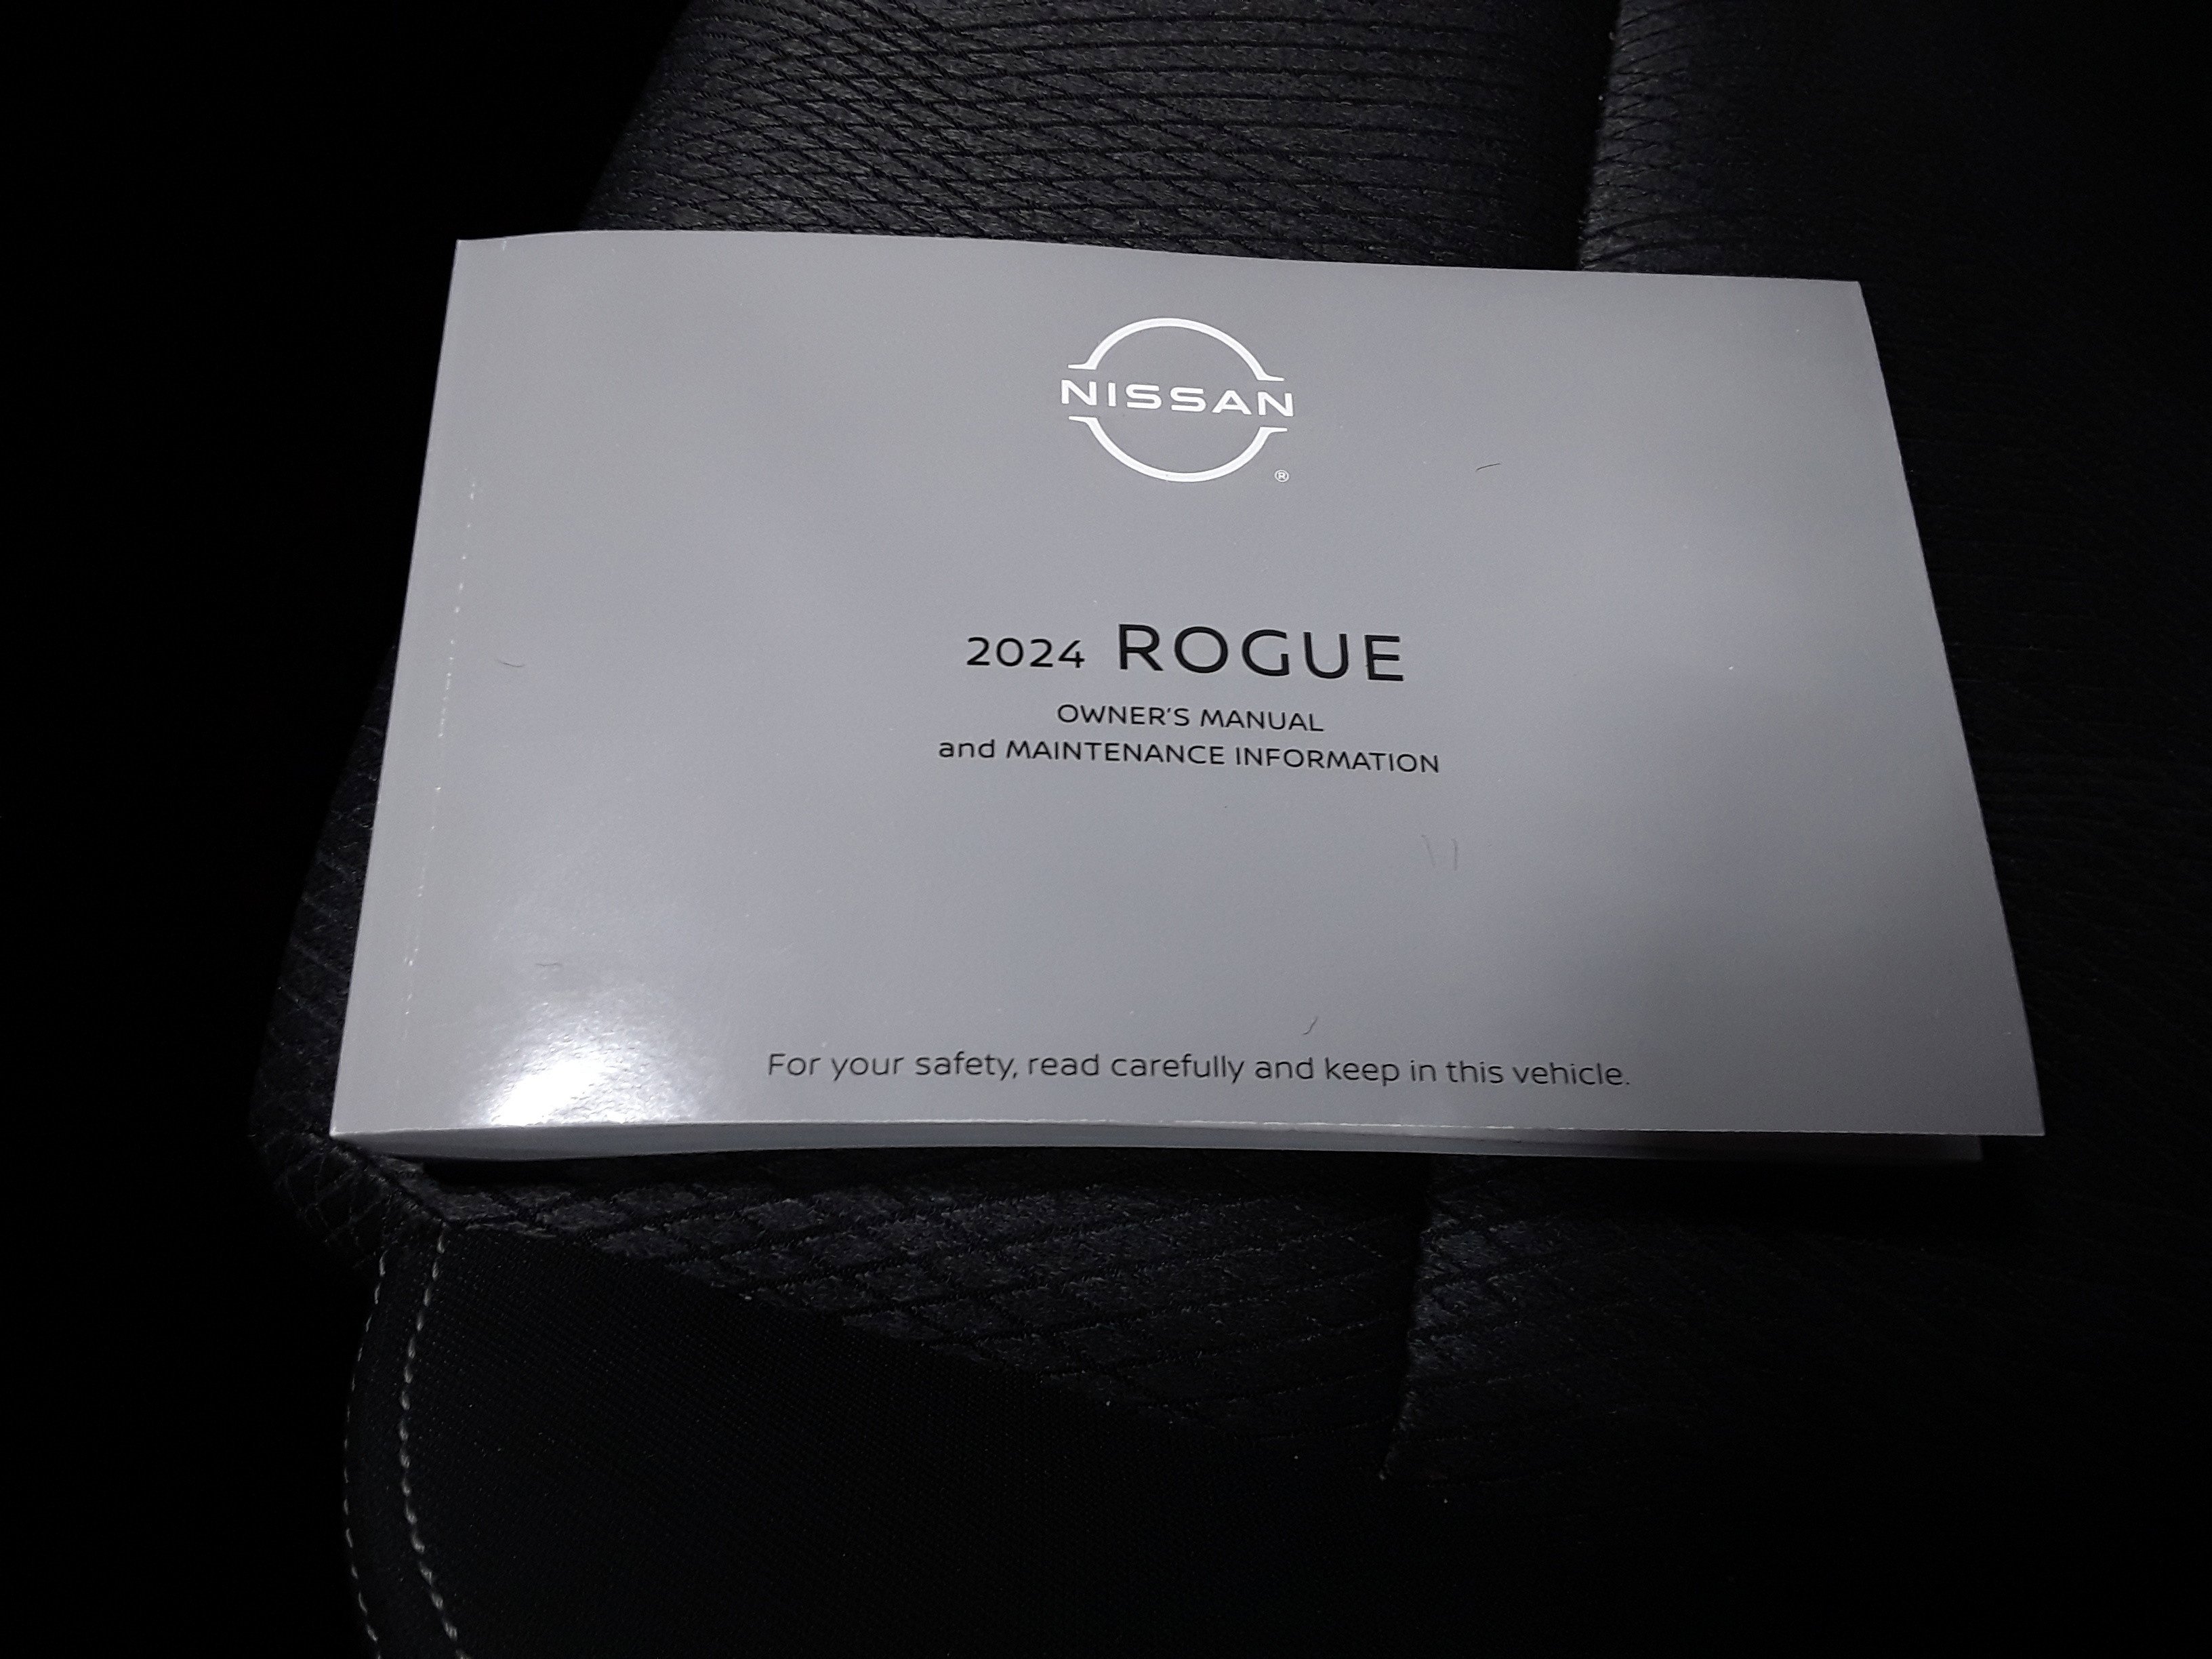 NISSAN
®
2024 ROGUE
OWNER'S MANUAL
and MAINTENANCE INFORMATION
For your safety, read carefully and keep in this vehicle.